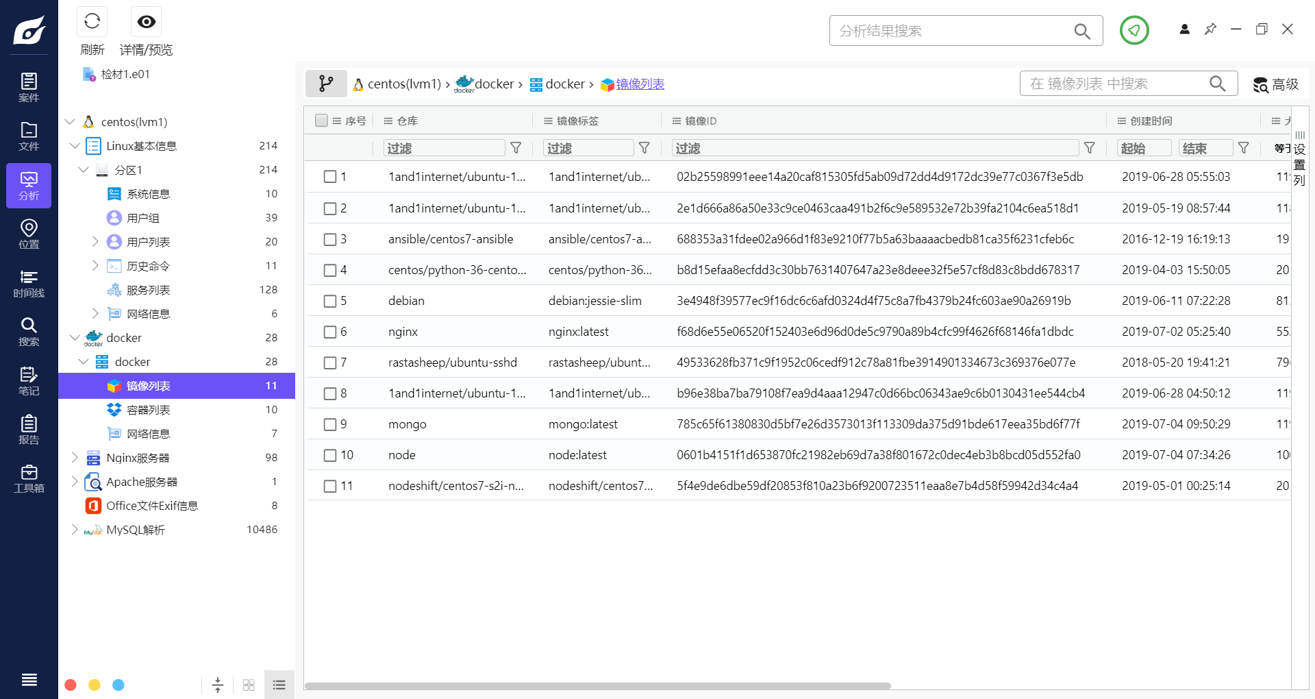 刷新
详情/预览
分析结果搜索
案件
文件
分析
位置
时间线
搜索
笔记
报告
工具箱
检材1.e01
centos(lvm1)
Linux基本信息 214
分区1 214
系统信息 10
用户组 39
用户列表 20
历史命令 11
服务列表 128
网络信息 6
docker 28
docker 28
镜像列表 11
容器列表 10
网络信息 7
Nginx服务器 98
Apache服务器 1
Office文件Exif信息 8
MySQL解析 10486
centos(lvm1) › docker › docker › 镜像列表
在 镜像列表 中搜索
高级
序号 仓库 镜像标签 镜像ID 创建时间
过滤 过滤 过滤 起始 结束 等于
设置列
1 1and1internet/ubuntu-1... 1and1internet/ub... 02b25598991eee14a20caf815305fd5ab09d72dd4d9172dc39e77c0367f3e5db 2019-06-28 05:55:03 11
2 1and1internet/ubuntu-1... 1and1internet/ub... 2e1d666a86a50e33c9ce0463caa491b2f6c9e589532e72b39fa2104c6ea518d1 2019-05-19 08:57:44 11
3 ansible/centos7-ansible ansible/centos7-a... 688353a31fdee02a966d1f83e9210f77b5a63baaaacbedb81ca35f6231cfeb6c 2016-12-19 16:19:13 19
4 centos/python-36-cento... centos/python-36... b8d15efaa8ecfdd3c30bb7631407647a23e8deee32f5e57cf8d83c8bdd678317 2019-04-03 15:50:05 20
5 debian debian:jessie-slim 3e4948f39577ec9f16dc6c6afd0324d4f75c8a7fb4379b24fc603ae90a26919b 2019-06-11 07:22:28 81
6 nginx nginx:latest f68d6e55e06520f152403e6d96d0de5c9790a89b4cfc99f4626f68146fa1dbdc 2019-07-02 05:25:40 55
7 rastasheep/ubuntu-sshd rastasheep/ubunt... 49533628fb371c9f1952c06cedf912c78a81fbe3914901334673c369376e077e 2018-05-20 19:41:21 79
8 1and1internet/ubuntu-1... 1and1internet/ub... b96e38ba7ba79108f7ea9d4aaa12947c0d66bc06343ae9c6b0130431ee544cb4 2019-06-28 04:50:12 11
9 mongo mongo:latest 785c65f61380830d5bf7e26d3573013f113309da375d91bde617eea35bd6f77f 2019-07-04 09:50:29 11
10 node node:latest 0601b4151f1d653870fc21982eb69d7a38f801672c0dec4eb3b8bcd05d552fa0 2019-07-04 07:34:26 10
11 nodeshift/centos7-s2i-n... nodeshift/centos7... 5f4e9de6dbe59df20853f810a23b6f9200723511eaa8e7b4d58f59942d34c4a4 2019-05-01 00:25:14 20